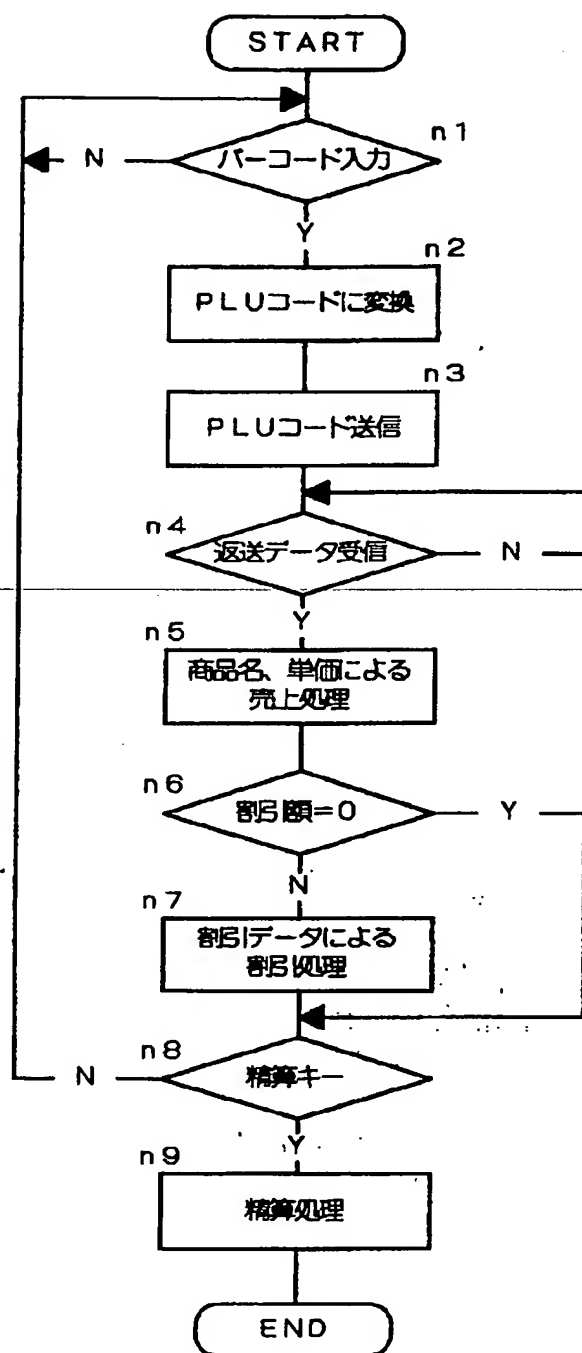 START
n1
バーコード入力
N
Y
n2
PLUコードに変換
n3
PLUコード送信
n4
返送データ受信
N
Y
n5
商品名、単価による
売上処理
n6
割引額=0
Y
N
n7
割引データによる
割引処理
n8
精算キー
N
Y
n9
精算処理
END